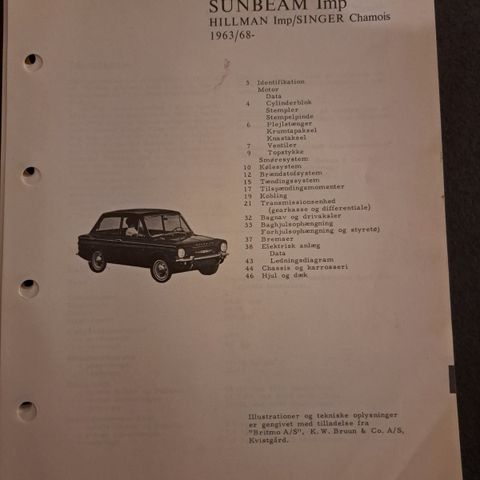 SUNBEAM Imp
HILLMAN Imp/SINGER Chamois
1963/68-
3 Identifikation
Motor
Data
4 Cylinderblok
Stempler
Stempelpinde
6 Plejlstænger
Krumtapaksel
Knastaksel
7 Ventiler
9 Topstykke
Smøresystem
10 Kølesystem
12 Brændstofsystem
15 Tændingssystem
17 Tilspændingsmomenter
19 Kobling
21 Transmissionsenhed
(gearkasse og differentiale)
32 Bagnav og drivaksler
33 Baghjulsophængning
Forhjulsophængning og styretøj
37 Bremser
38 Elektrisk anlæg
Data
43 Ledningsdiagram
44 Chassis og karrosseri
46 Hjul og dæk
Illustrationer og tekniske oplysninger
er gengivet med tilladelse fra
"Britmo A/S", K. W. Bruun & Co. A/S,
Kvistgård.